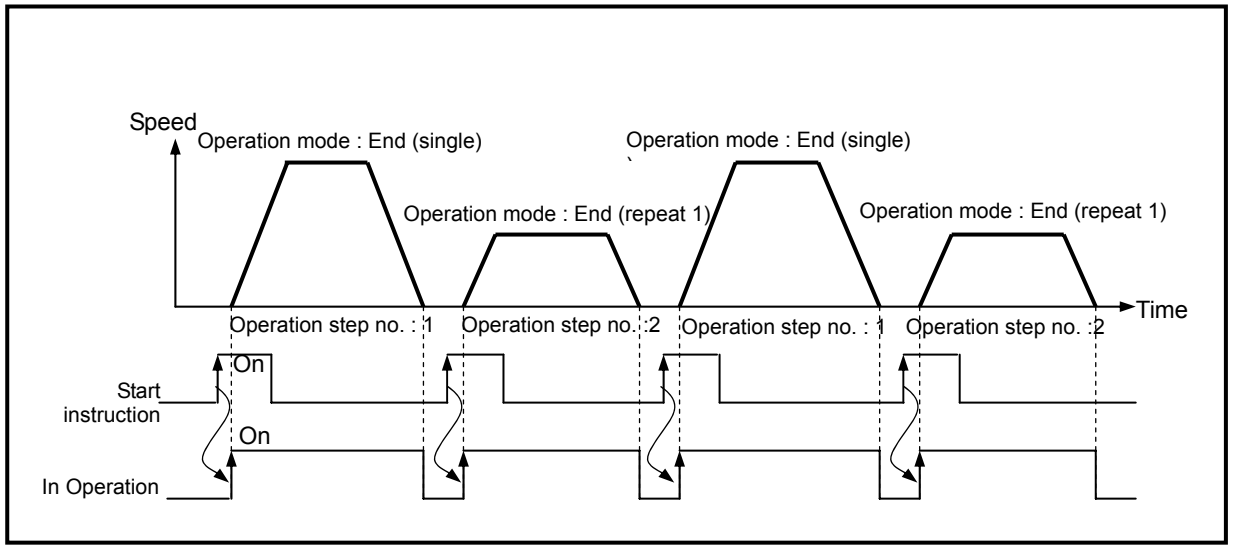 Speed
Operation mode : End (single)
Operation mode : End (single)
Operation mode : End (repeat 1)
Operation mode : End (repeat 1)
Time
Operation step no. : 1
Operation step no. :2
Operation step no. : 1
Operation step no. :2
On
Start
instruction
On
In Operation